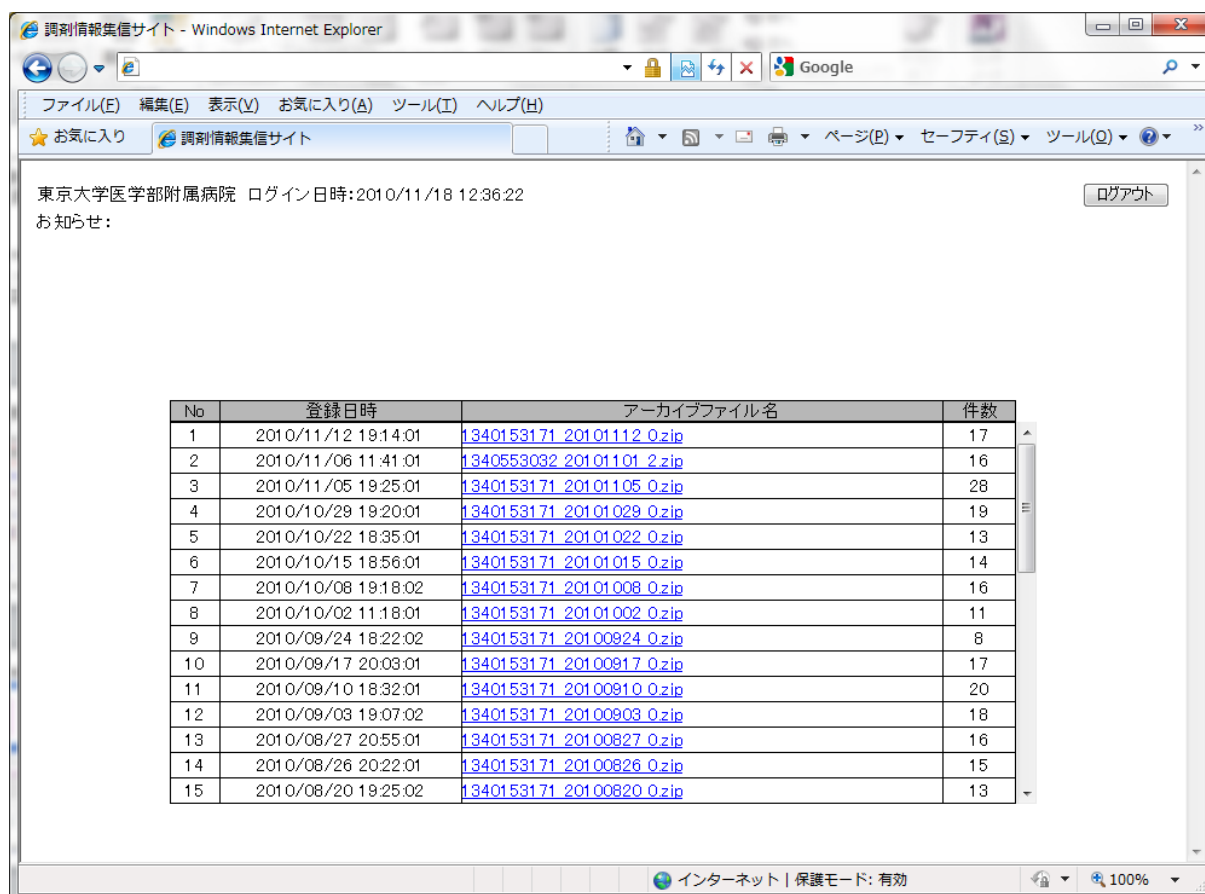 調剤情報集信サイト - Windows Internet Explorer
Google
ファイル(F) 編集(E) 表示(V) お気に入り(A) ツール(T) ヘルプ(H)
お気に入り 調剤情報集信サイト ページ(P) セーフティ(S) ツール(O) »
東京大学医学部附属病院 ログイン日時:2010/11/18 12:36:22 ログアウト
お知らせ:
No 登録日時 アーカイブファイル名 件数
1 2010/11/12 19:14:01 1340153171_20101112_0.zip 17
2 2010/11/06 11:41:01 1340553032_20101101_2.zip 16
3 2010/11/05 19:25:01 1340153171_20101105_0.zip 28
4 2010/10/29 19:20:01 1340153171_20101029_0.zip 19
5 2010/10/22 18:35:01 1340153171_20101022_0.zip 13
6 2010/10/15 18:56:01 1340153171_20101015_0.zip 14
7 2010/10/08 19:18:02 1340153171_20101008_0.zip 16
8 2010/10/02 11:18:01 1340153171_20101002_0.zip 11
9 2010/09/24 18:22:02 1340153171_20100924_0.zip 8
10 2010/09/17 20:03:01 1340153171_20100917_0.zip 17
11 2010/09/10 18:32:01 1340153171_20100910_0.zip 20
12 2010/09/03 19:07:02 1340153171_20100903_0.zip 18
13 2010/08/27 20:55:01 1340153171_20100827_0.zip 16
14 2010/08/26 20:22:01 1340153171_20100826_0.zip 15
15 2010/08/20 19:25:02 1340153171_20100820_0.zip 13
インターネット | 保護モード: 有効 100%